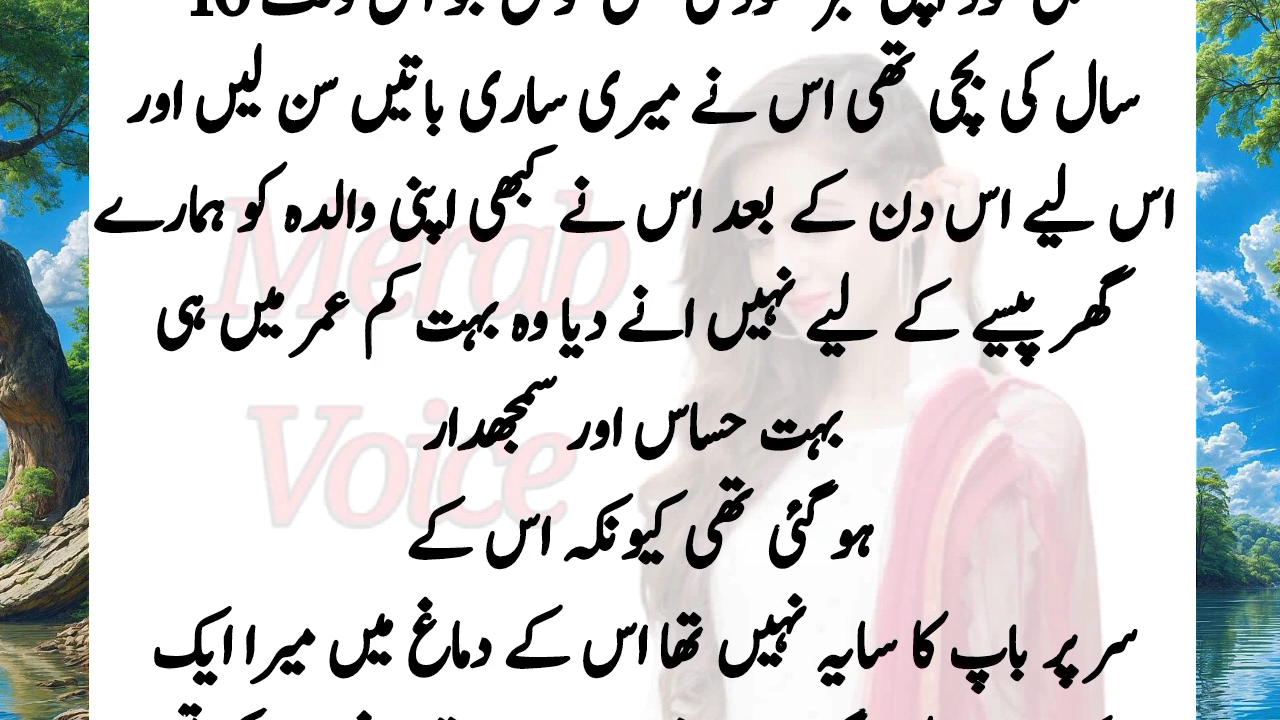 سال کی بچی تھی اس نے میری ساری باتیں سن لیں اور
اس لیے اس دن کے بعد اس نے کبھی اپنی والدہ کو ہمارے
گھر پیسے کے لیے نہیں انے دیا وہ بہت کم عمر میں ہی
بہت حساس اور سمجھدار
ہو گئی تھی کیونکہ اس کے
سر پر باپ کا سایہ نہیں تھا اس کے دماغ میں میرا ایک
Merab
Voice